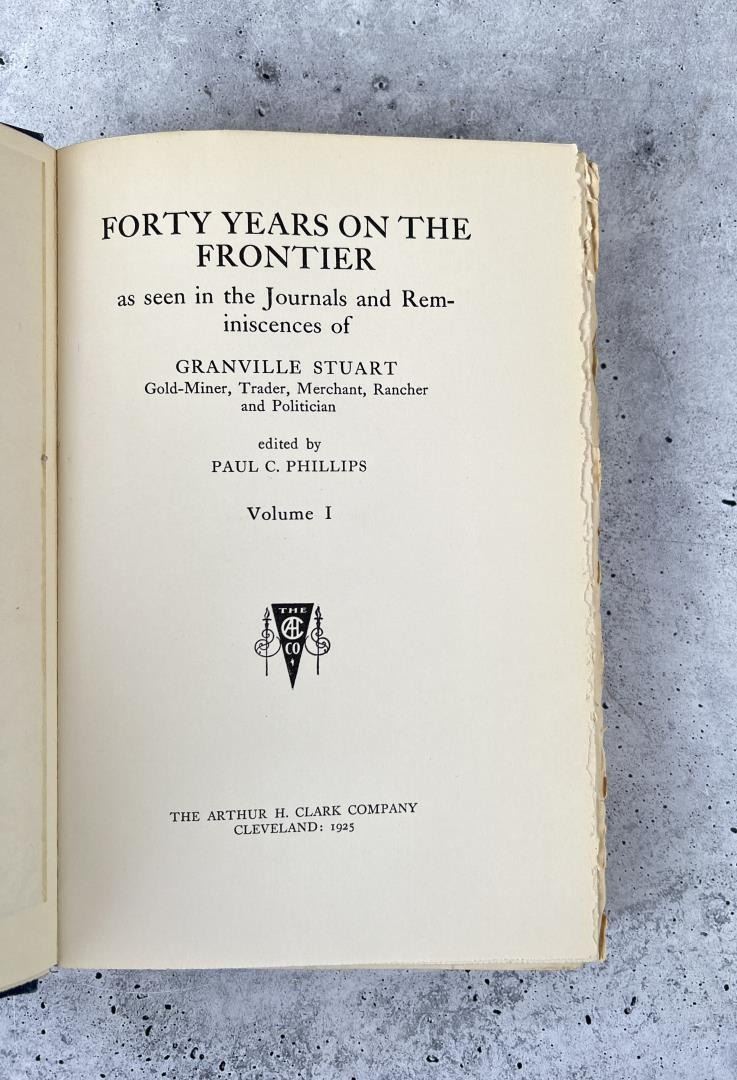 FORTY YEARS ON THE
FRONTIER
as seen in the Journals and Rem-
iniscences of
GRANVILLE STUART
Gold-Miner, Trader, Merchant, Rancher
and Politician
edited by
PAUL C. PHILLIPS
Volume I
THE
AHC
CO
THE ARTHUR H. CLARK COMPANY
CLEVELAND: 1925